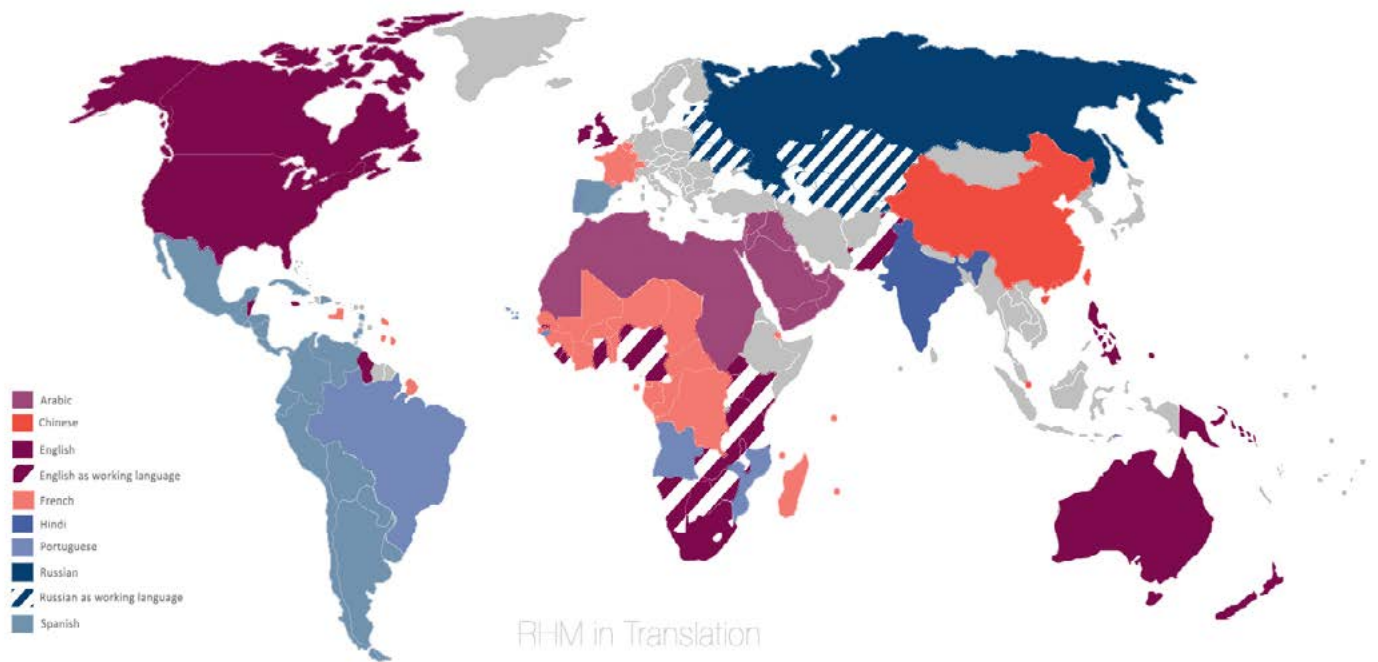 Arabic
Chinese
English
English as working language
French
Hindi
Portuguese
Russian
Russian as working language
Spanish
RHM in Translation